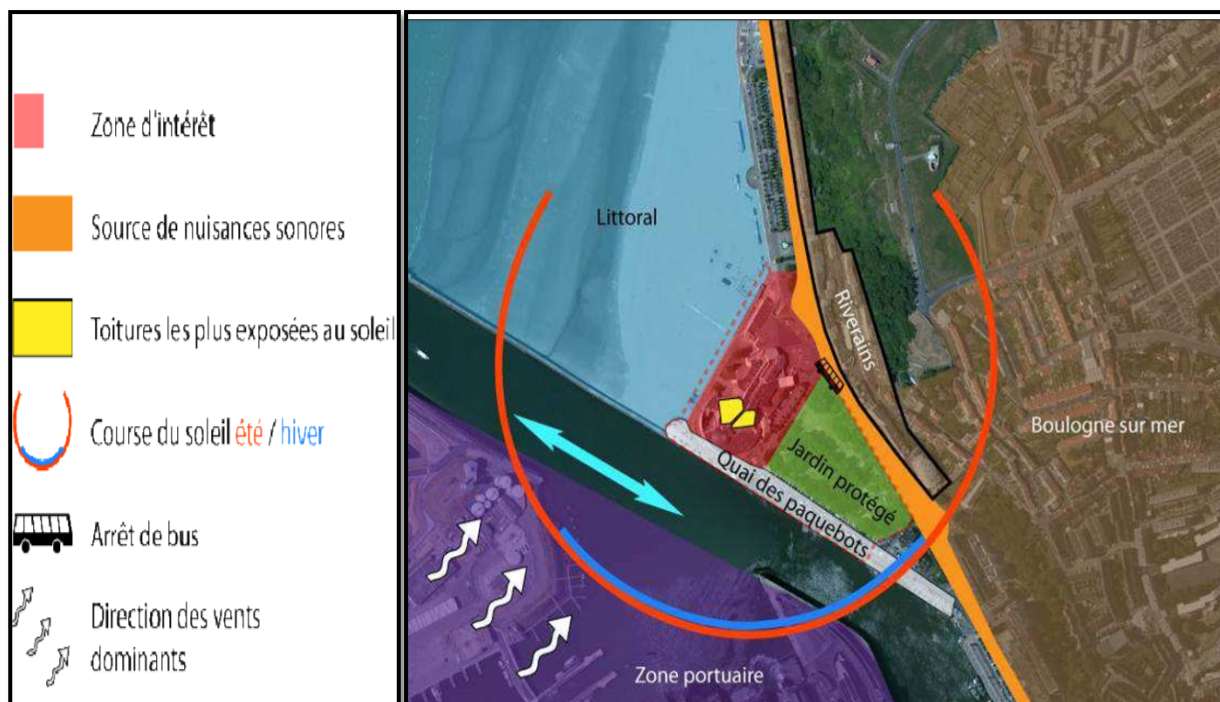 Zone d'intérêt
Source de nuisances sonores
Toitures les plus exposées au soleil
Course du soleil été / hiver
Arrêt de bus
Direction des vents
dominants
Littoral
Riverains
Boulogne sur mer
Jardin protégé
Quai des paquebots
Zone portuaire